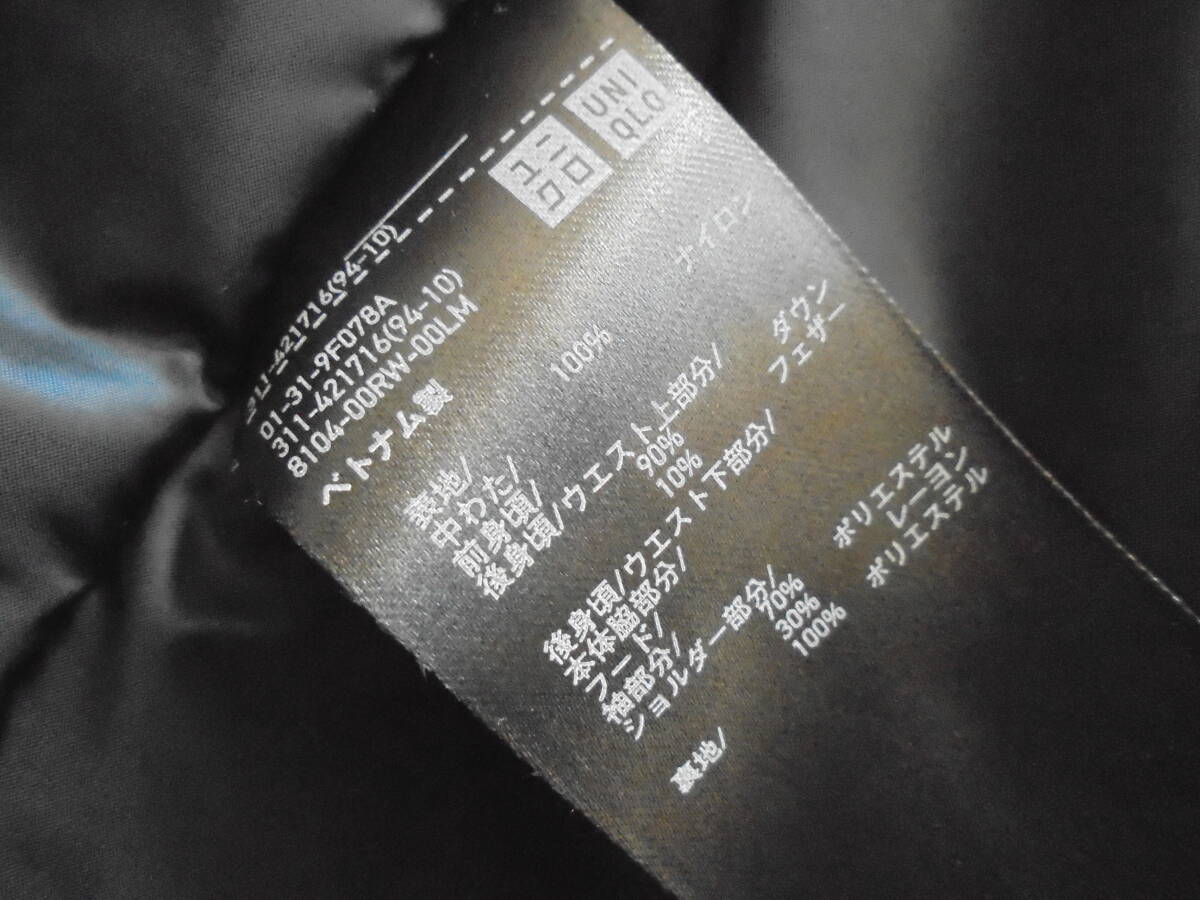 ユニ
クロ
UNI
QLO
311-421716(94-10)
01-31-9F078A
311-421716(94-10)
8104-00RW-00LM
ベトナム製
表地/ 100% ナイロン
中わた/
前身頃/
後身頃/ウエスト上部分/
90% ダウン
10% フェザー
後身頃/ウエスト下部分/
本体脇部分/
フード/
袖部分/
ショルダー部分/
70% ポリエステル
30% レーヨン
裏地/ 100% ポリエステル